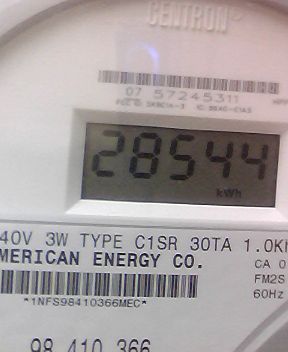 CENTRON
07 57245311
28544
kWh
40V 3W TYPE C1SR 30TA 1.0K
MERICAN ENERGY CO.
CA 0
FM2S
60Hz
*1NFS98410366MEC*
98 410 366